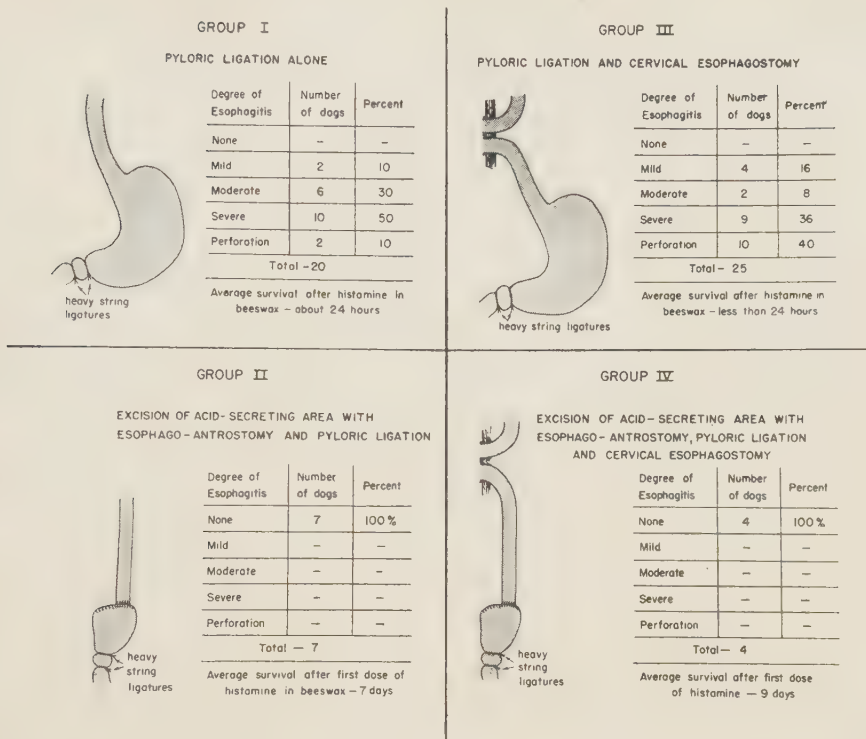 GROUP I
PYLORIC LIGATION ALONE
Degree of Esophagitis Number of dogs Percent
None – –
Mild 2 10
Moderate 6 30
Severe 10 50
Perforation 2 10
Total – 20
Average survival after histamine in
beeswax – about 24 hours
heavy string
ligatures
GROUP III
PYLORIC LIGATION AND CERVICAL ESOPHAGOSTOMY
Degree of Esophagitis Number of dogs Percent
None – –
Mild 4 16
Moderate 2 8
Severe 9 36
Perforation 10 40
Total – 25
Average survival after histamine in
beeswax – less than 24 hours
heavy string ligatures
GROUP II
EXCISION OF ACID-SECRETING AREA WITH
ESOPHAGO-ANTROSTOMY AND PYLORIC LIGATION
Degree of Esophagitis Number of dogs Percent
None 7 100%
Mild – –
Moderate – –
Severe – –
Perforation – –
Total – 7
Average survival after first dose of
histamine in beeswax – 7 days
heavy
string
ligatures
GROUP IV
EXCISION OF ACID-SECRETING AREA WITH
ESOPHAGO-ANTROSTOMY, PYLORIC LIGATION
AND CERVICAL ESOPHAGOSTOMY
Degree of Esophagitis Number of dogs Percent
None 4 100%
Mild – –
Moderate – –
Severe – –
Perforation – –
Total – 4
Average survival after first dose
of histamine – 9 days
heavy
string
ligatures